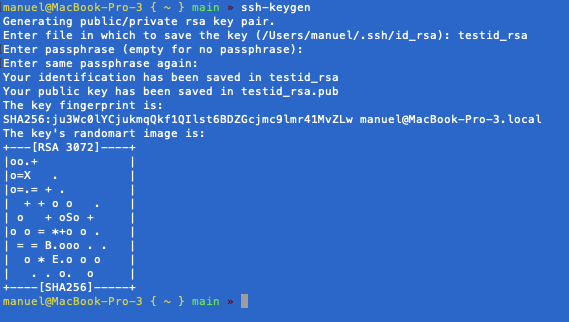 manuel@MacBook-Pro-3 { ~ } main » ssh-keygen
Generating public/private rsa key pair.
Enter file in which to save the key (/Users/manuel/.ssh/id_rsa): testid_rsa
Enter passphrase (empty for no passphrase):
Enter same passphrase again:
Your identification has been saved in testid_rsa
Your public key has been saved in testid_rsa.pub
The key fingerprint is:
SHA256:ju3Wc0lYCjukmqQkf1QIlst6BDZGcjmc9lmr41MvZLw manuel@MacBook-Pro-3.local
The key's randomart image is:
+---[RSA 3072]----+
|oo.+             |
|o=X   .          |
|o=.= + .         |
|  + + o o   .    |
| o   + oSo +     |
|o o = *+o o .    |
| = = B.ooo . .   |
|  o * E.o o o    |
|   . . o.  o     |
+----[SHA256]-----+
manuel@MacBook-Pro-3 { ~ } main »